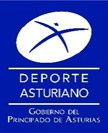 DEPORTE
ASTURIANO
GOBIERNO DEL
PRINCIPADO DE ASTURIAS